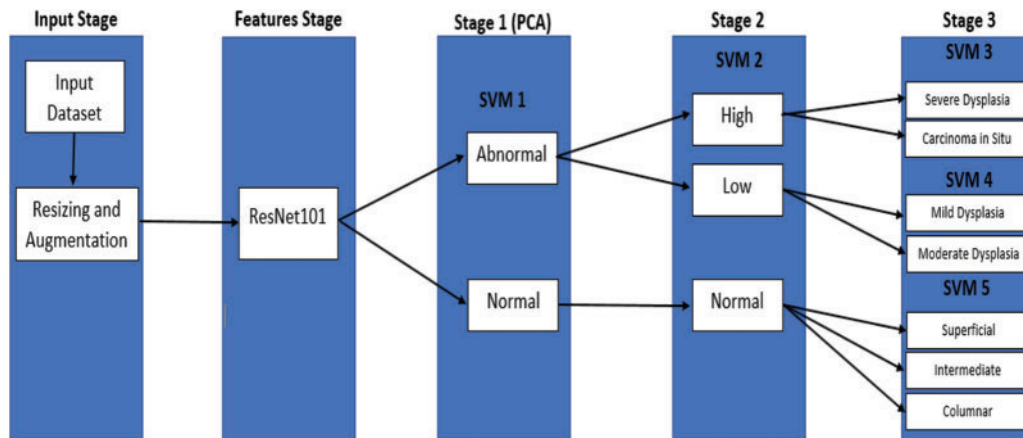 Input Stage
Input
Dataset
Resizing and
Augmentation
Features Stage
ResNet101
Stage 1 (PCA)
SVM 1
Abnormal
Normal
Stage 2
SVM 2
High
Low
Normal
Stage 3
SVM 3
Severe Dysplasia
Carcinoma in Situ
SVM 4
Mild Dysplasia
Moderate Dysplasia
SVM 5
Superficial
Intermediate
Columnar